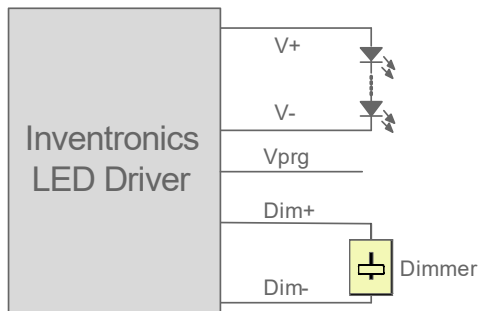 V+
V-
Inventronics
LED Driver
Vprg
Dim+
Dimmer
Dim-